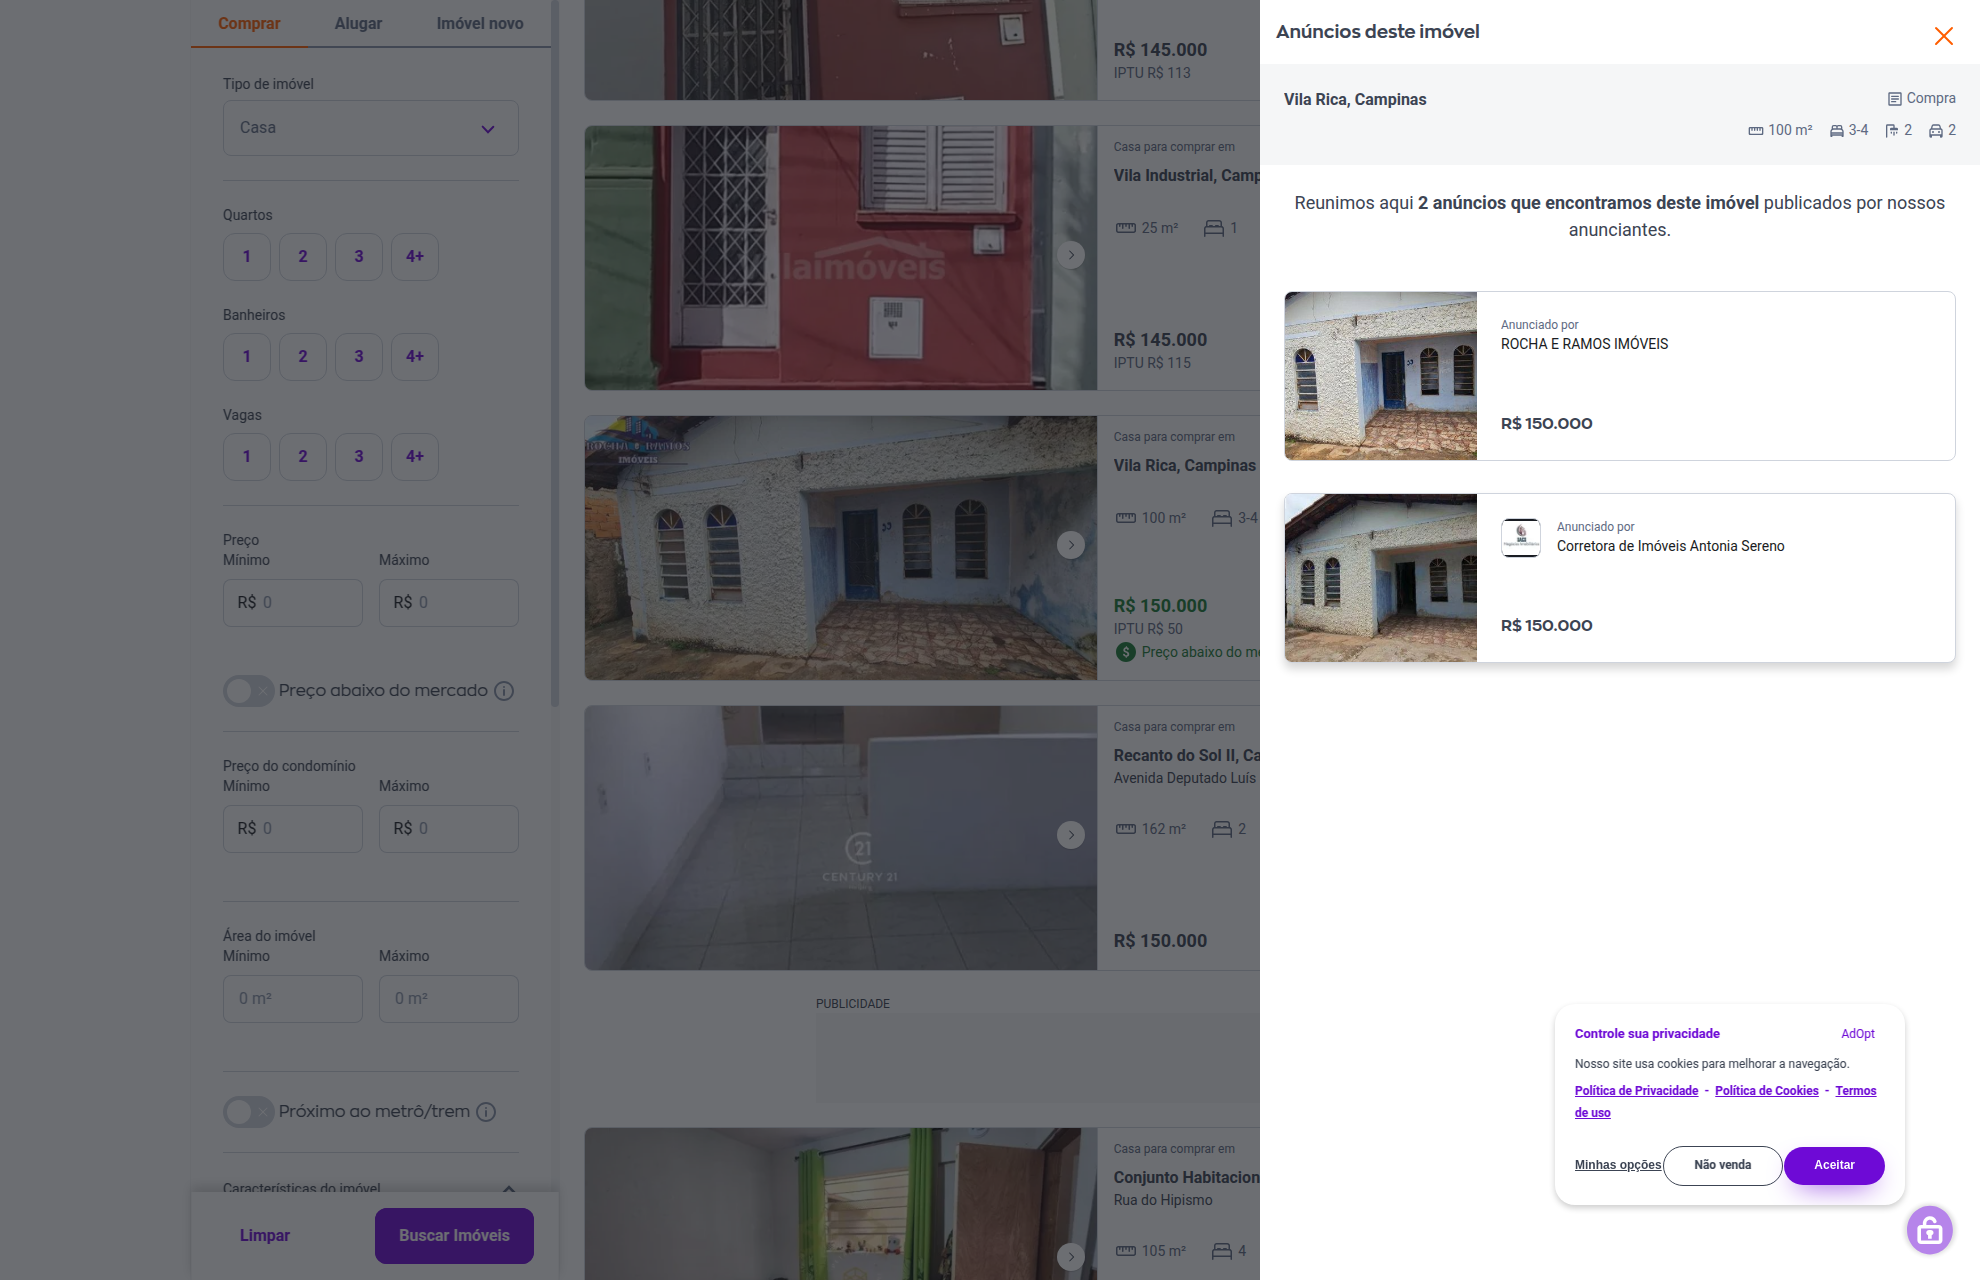 Comprar
Alugar
Imóvel novo
Tipo de imóvel
Casa
Quartos
1
2
3
4+
Banheiros
1
2
3
4+
Vagas
1
2
3
4+
Preço
Mínimo
Máximo
R$ 0
R$ 0
Preço abaixo do mercado
Preço do condomínio
Mínimo
Máximo
R$ 0
R$ 0
Área do imóvel
Mínimo
Máximo
0 m²
0 m²
Próximo ao metrô/trem
Características do imóvel
Limpar
Buscar Imóveis
R$ 145.000
IPTU R$ 113
laimóveis
Casa para comprar em
Vila Industrial, Camp
25 m²
1
R$ 145.000
IPTU R$ 115
ROCHA E RAMOS
IMÓVEIS
Casa para comprar em
Vila Rica, Campinas
100 m²
3-4
R$ 150.000
IPTU R$ 50
Preço abaixo do me
21
CENTURY 21
Casa para comprar em
Recanto do Sol II, Ca
Avenida Deputado Luís
162 m²
2
R$ 150.000
PUBLICIDADE
Casa para comprar em
Conjunto Habitacion
Rua do Hipismo
105 m²
4
Anúncios deste imóvel
Vila Rica, Campinas
Compra
100 m²
3-4
2
2
Reunimos aqui 2 anúncios que encontramos deste imóvel publicados por nossos
anunciantes.
Anunciado por
ROCHA E RAMOS IMÓVEIS
R$ 150.000
Anunciado por
Corretora de Imóveis Antonia Sereno
R$ 150.000
Controle sua privacidade
AdOpt
Nosso site usa cookies para melhorar a navegação.
Política de Privacidade - Política de Cookies - Termos
de uso
Minhas opções
Não venda
Aceitar